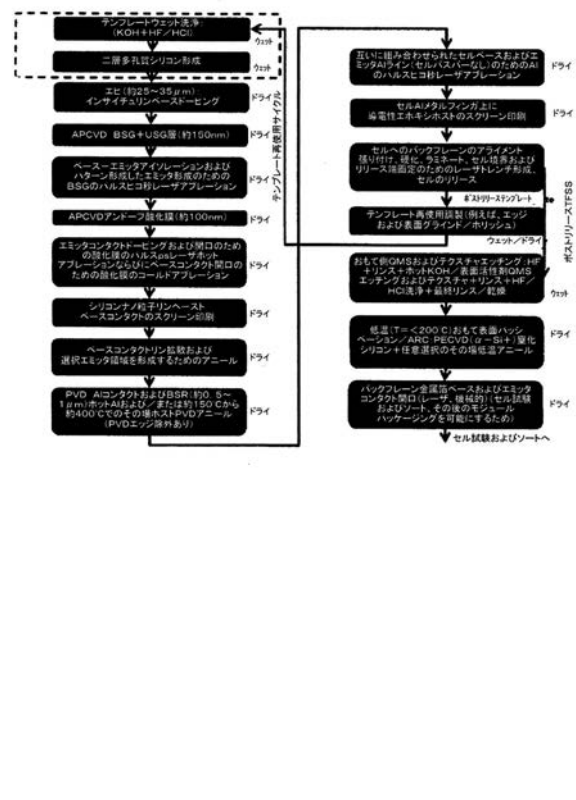 テンプレートウェット洗浄:
(KOH+HF/HCl)
ウェット
二層多孔質シリコン形成
ウェット
エピ(約25~35μm):
インサイチュリンベースドーピング
ドライ
APCVD BSG+USG層(約150nm)
ドライ
ベースーエミッタアイソレーションおよび
パターン形成したエミッタ形成のための
BSGのパルスピコ秒レーザアブレーション
ドライ
APCVDアンドープ酸化膜(約100nm)
ドライ
エミッタコンタクトドーピングおよび開口のため
の酸化膜のパルスpsレーザホット
アブレーションならびにベースコンタクト開口の
ための酸化膜のコールドアブレーション
ドライ
シリコンナノ粒子リンペースト
ベースコンタクトのスクリーン印刷
ドライ
ベースコンタクトリン拡散および
選択エミッタ領域を形成するためのアニール
ドライ
PVD AlコンタクトおよびBSR(約0.5~
1μm)ホットAlおよび/または約150℃から
約400℃でのその場ポストPVDアニール
(PVDエッジ除外あり)
ドライ
テンプレート再使用サイクル
互いに組み合わせられたセルベースおよびエ
ミッタAlライン(セルバスバーなし)のためのAl
のパルスピコ秒レーザアブレーション
ドライ
セルAlメタルフィンガ上に
導電性エポキシポストのスクリーン印刷
ドライ
セルへのバックプレーンのアライメント
張り付け、硬化、ラミネート、セル境界および
リリース端画定のためのレーザトレンチ形成、
セルのリリース
ドライ
ポストリリーステンプレート
テンプレート再使用調製(例えば、エッジ
および表面グラインド/ポリッシュ)
ウェット/ドライ
ポストリリースTFSS
おもて側QMSおよびテクスチャエッチング:HF
+リンス+ホットKOH/表面活性剤QMS
エッチングおよびテクスチャ+リンス+HF/
HCl洗浄+最終リンス/乾燥
ウェット
低温(T=<200C)おもて表面パッシ
ベーション/ARC:PECVD(α-Si+)窒化
シリコン+任意選択のその場低温アニール
ドライ
バックプレーン金属箔ベースおよびエミッタ
コンタクト開口(レーザ、機械的)(セル試験
およびソート、その後のモジュール
パッケージングを可能にするため)
ドライ
セル試験およびソートへ